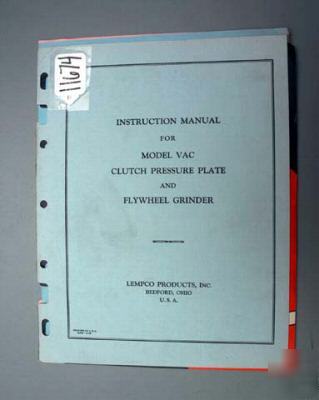 11674
INSTRUCTION MANUAL
FOR
MODEL VAC
CLUTCH PRESSURE PLATE
AND
FLYWHEEL GRINDER
LEMPCO PRODUCTS, INC.
BEDFORD, OHIO
U. S. A.